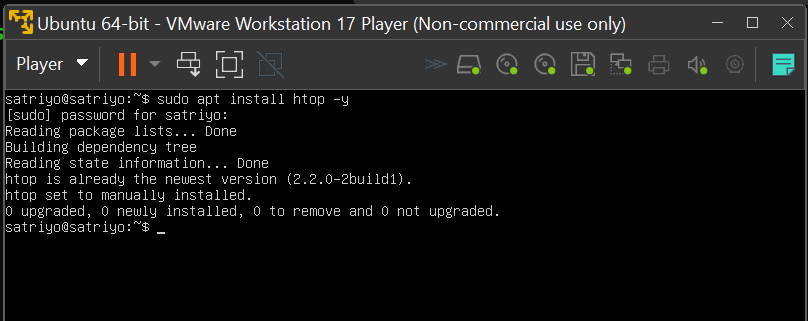 Ubuntu 64-bit - VMware Workstation 17 Player (Non-commercial use only)
Player
satriyo@satriyo:~$ sudo apt install htop -y
[sudo] password for satriyo:
Reading package lists... Done
Building dependency tree
Reading state information... Done
htop is already the newest version (2.2.0-2build1).
htop set to manually installed.
0 upgraded, 0 newly installed, 0 to remove and 0 not upgraded.
satriyo@satriyo:~$ _